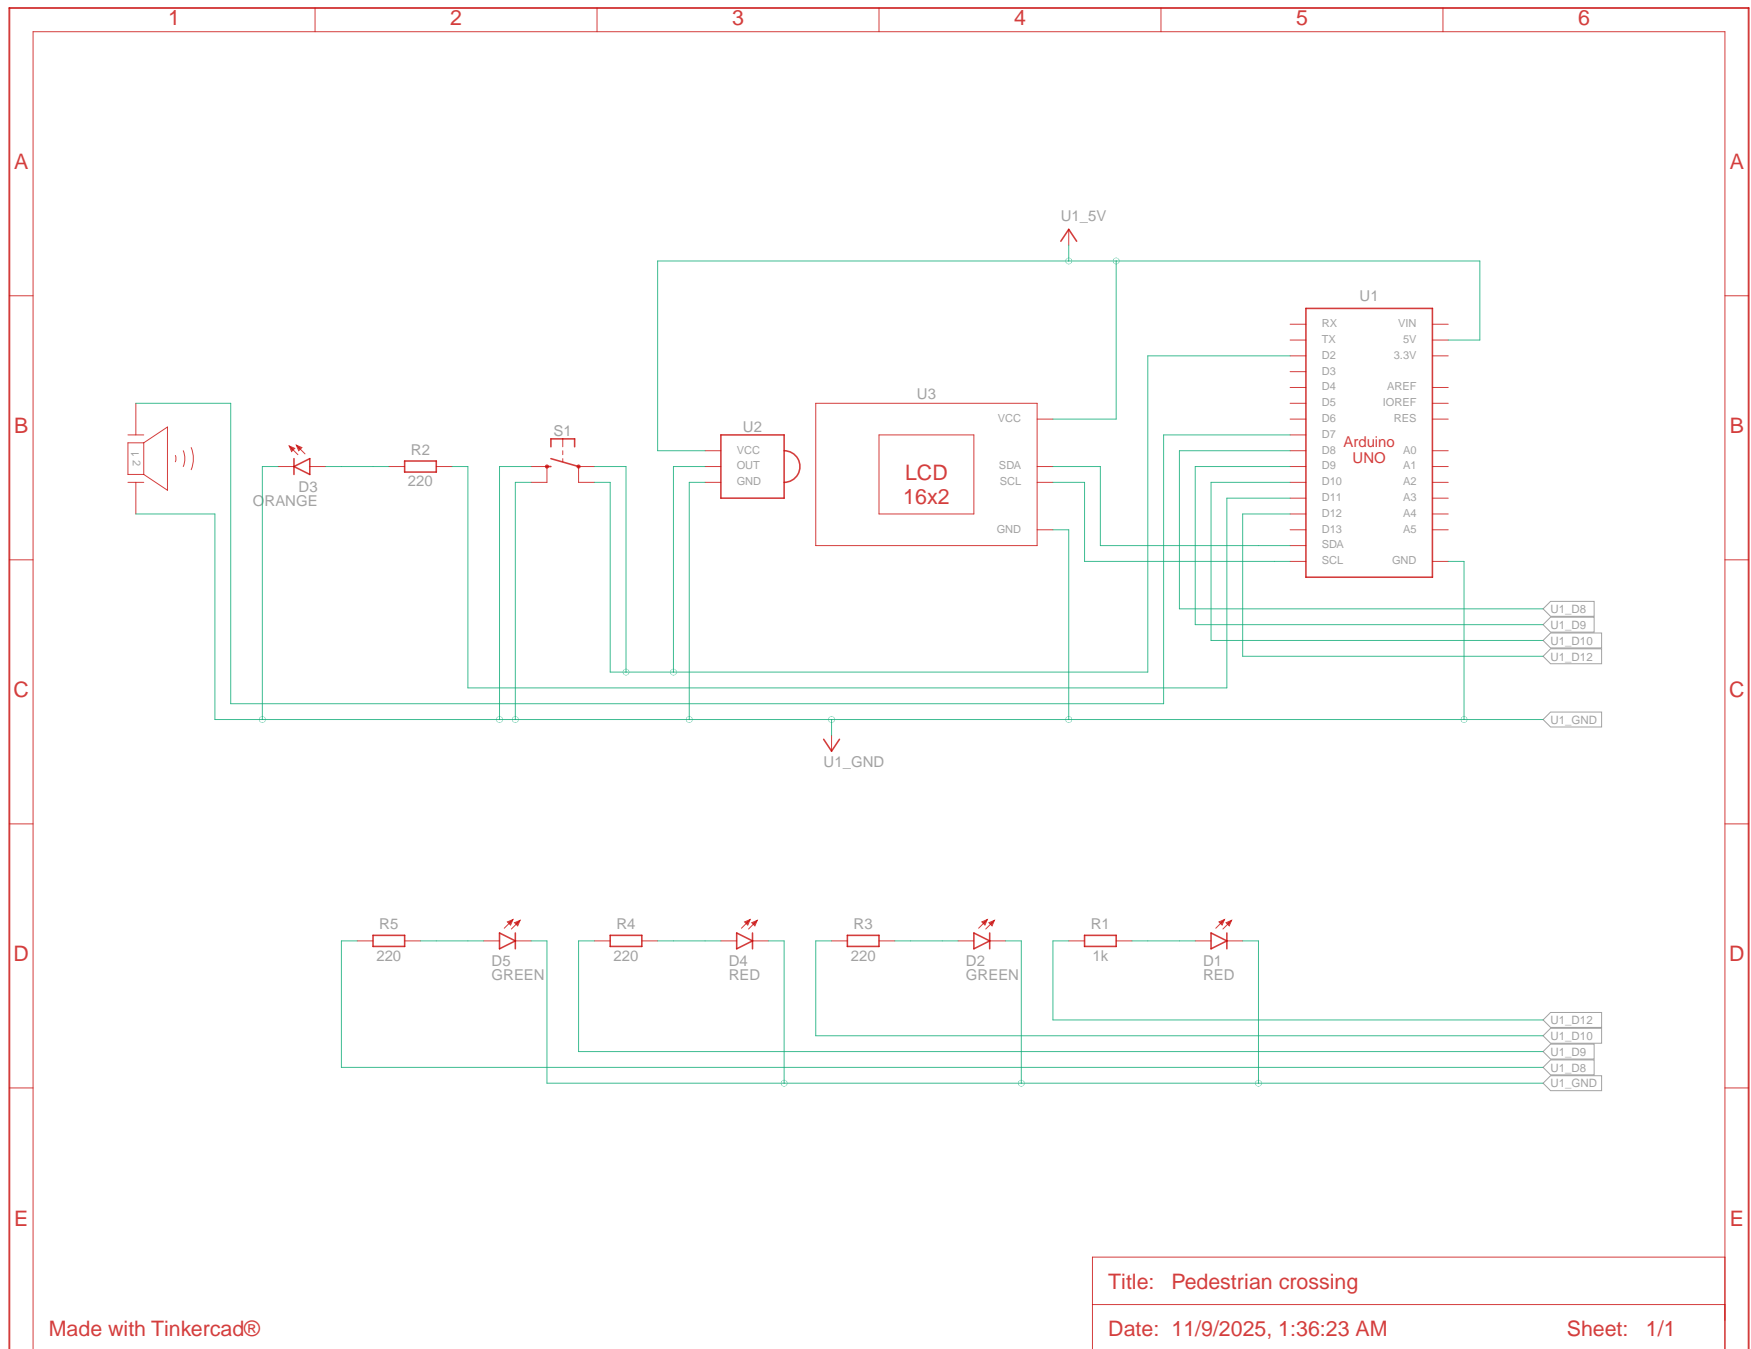 1 2 3 4 5 6
A A
U1_5V
U1
RX VIN
TX 5V
D2 3.3V
D3
D4 AREF
D5 IOREF
D6 RES
D7
D8 A0
D9 A1
D10 A2
D11 A3
D12 A4
D13 A5
SDA
SCL GND
Arduino
UNO
U3
VCC
SDA
SCL
GND
LCD
16x2
B B
U2
VCC
OUT
GND
S1
R2
220
D3
ORANGE
1 2
U1_D8
U1_D9
U1_D10
U1_D12
C C
U1_GND
U1_GND
R5
220
D5
GREEN
R4
220
D4
RED
R3
220
D2
GREEN
R1
1k
D1
RED
D D
U1_D12
U1_D10
U1_D9
U1_D8
U1_GND
E E
Title: Pedestrian crossing
Made with Tinkercad®
Date: 11/9/2025, 1:36:23 AM Sheet: 1/1